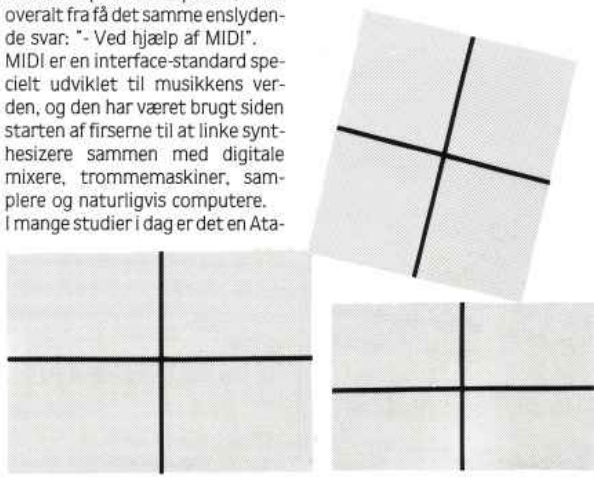 overalt fra få det samme enslyden-
de svar: "- Ved hjælp af MIDI".
MIDI er en interface-standard spe-
cielt udviklet til musikkens ver-
den, og den har været brugt siden
starten af firserne til at linke synt-
hesizere sammen med digitale
mixere, trommemaskiner, sam-
plere og naturligvis computere.
I mange studier i dag er det en Ata-